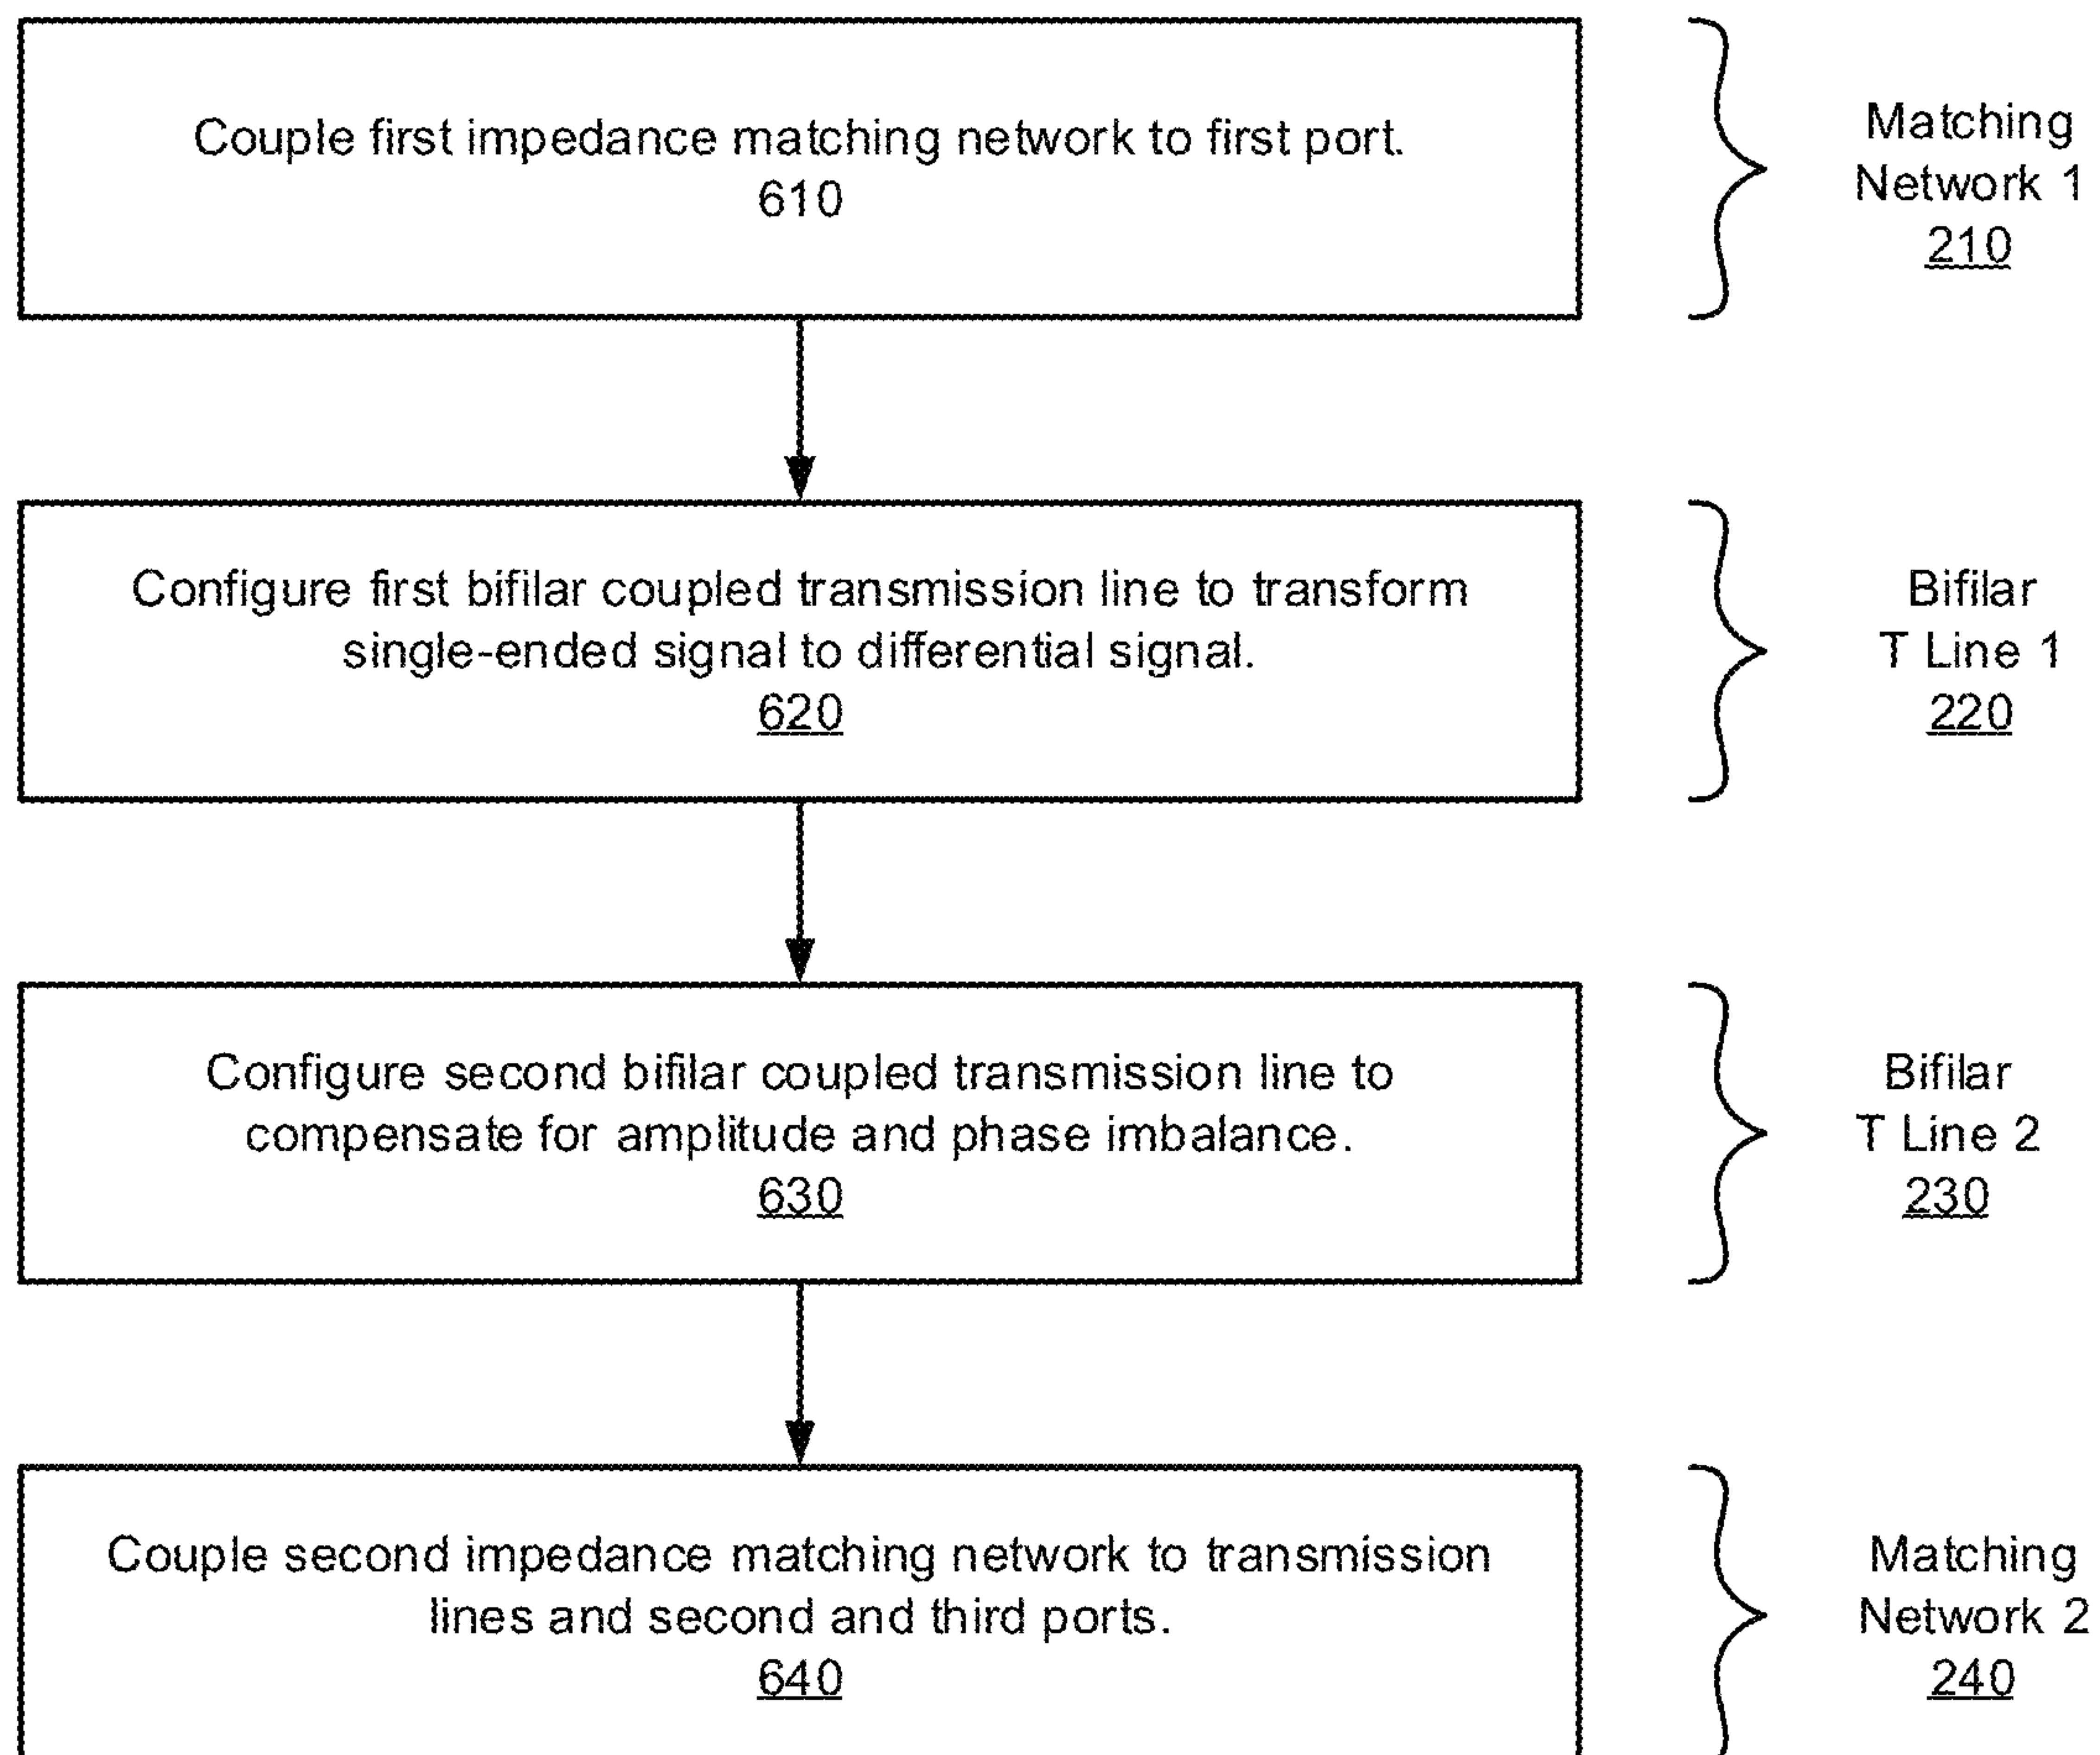 Couple first impedance matching network to first port.
610
Matching
Network 1
210
Configure first bifilar coupled transmission line to transform
single-ended signal to differential signal.
620
Bifilar
T Line 1
220
Configure second bifilar coupled transmission line to
compensate for amplitude and phase imbalance.
630
Bifilar
T Line 2
230
Couple second impedance matching network to transmission
lines and second and third ports.
640
Matching
Network 2
240